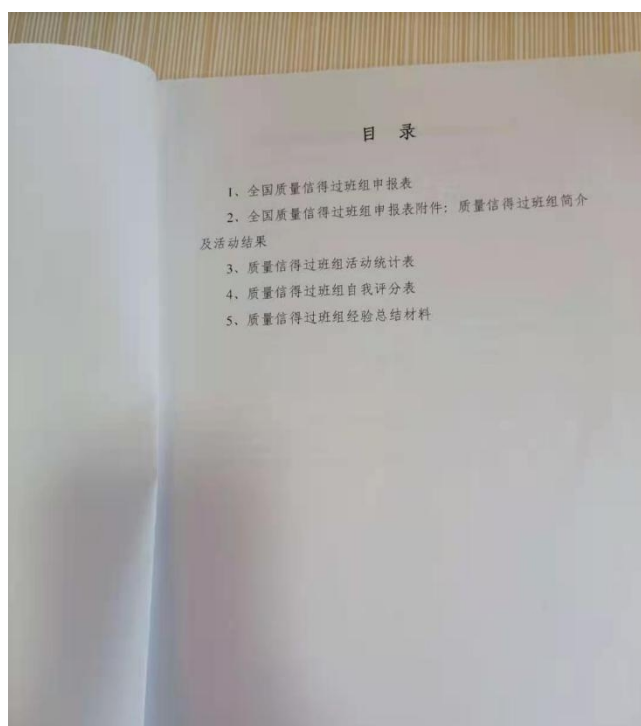 目 录
1、全国质量信得过班组申报表
2、全国质量信得过班组申报表附件：质量信得过班组简介
及活动结果
3、质量信得过班组活动统计表
4、质量信得过班组自我评分表
5、质量信得过班组经验总结材料